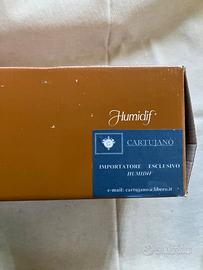 Humidif
CARTUJANO
IMPORTATORE ESCLUSIVO
HUMIDIF
e-mail: cartujano@libero.it